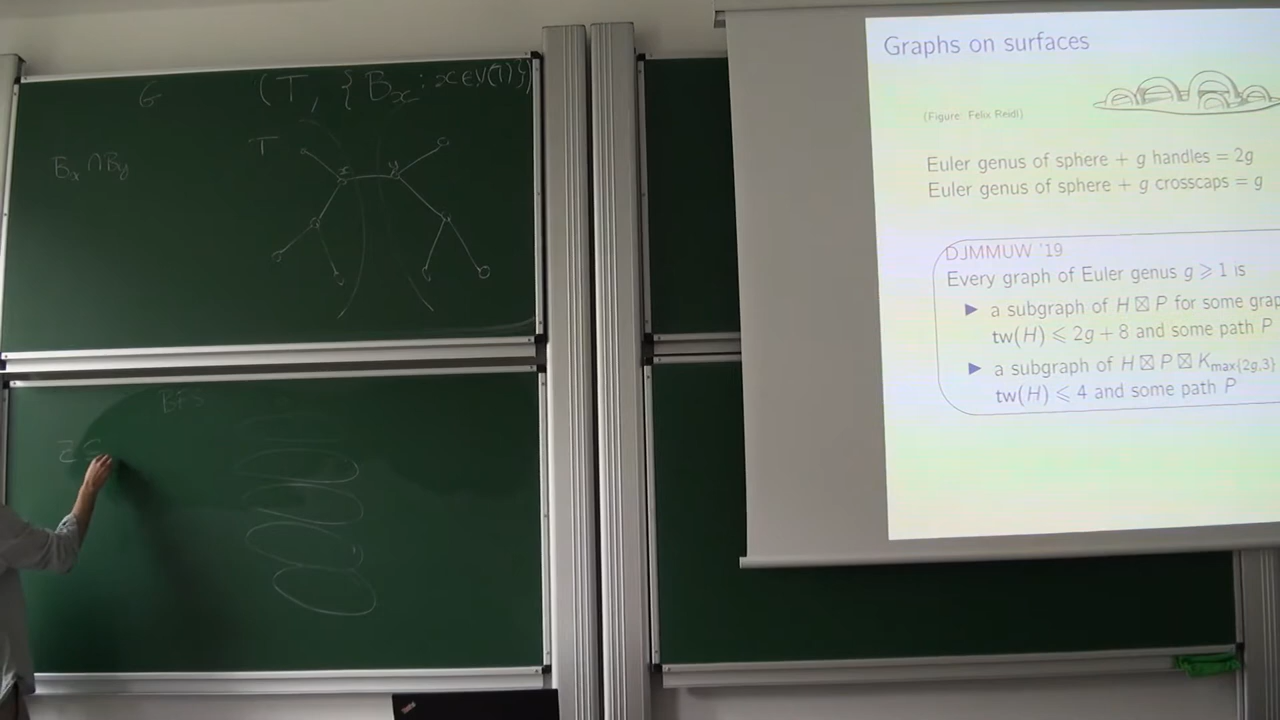 G
(T, { B_x : x ∈ V(T) })
T
x y
B_x ∩ B_y
BFS
Z ⊆
Graphs on surfaces
(Figure: Felix Reidl)
Euler genus of sphere + g handles = 2g
Euler genus of sphere + g crosscaps = g
DJMMUW '19
Every graph of Euler genus g ⩾ 1 is
▶ a subgraph of H ⊠ P for some grap
tw(H) ⩽ 2g + 8 and some path P
▶ a subgraph of H ⊠ P ⊠ K_max{2g,3}
tw(H) ⩽ 4 and some path P